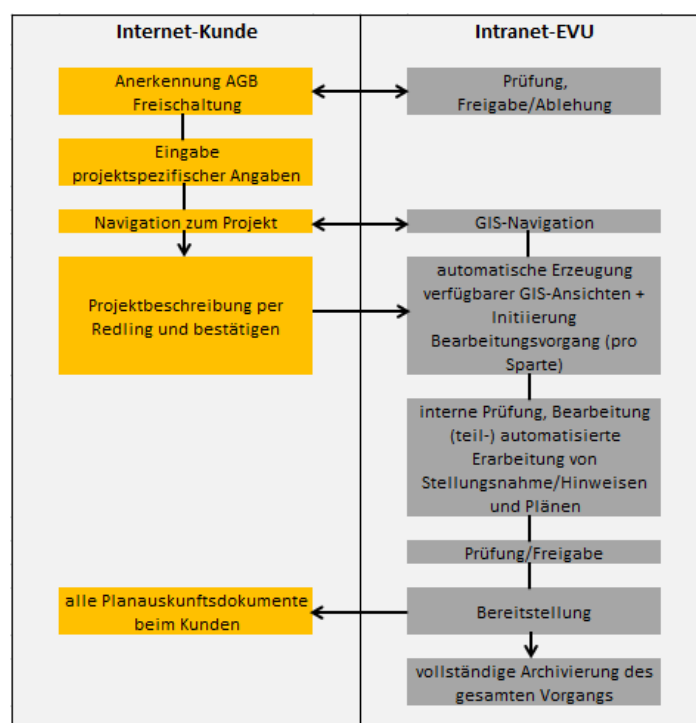 Internet-Kunde
Intranet-EVU
Anerkennung AGB
Freischaltung
Prüfung,
Freigabe/Ablehung
Eingabe
projektspezifischer Angaben
Navigation zum Projekt
GIS-Navigation
Projektbeschreibung per
Redling und bestätigen
automatische Erzeugung
verfügbarer GIS-Ansichten +
Initiierung
Bearbeitungsvorgang (pro
Sparte)
interne Prüfung, Bearbeitung
(teil-) automatisierte
Erarbeitung von
Stellungsnahme/Hinweisen
und Plänen
Prüfung/Freigabe
alle Planauskunftsdokumente
beim Kunden
Bereitstellung
vollständige Archivierung des
gesamten Vorgangs